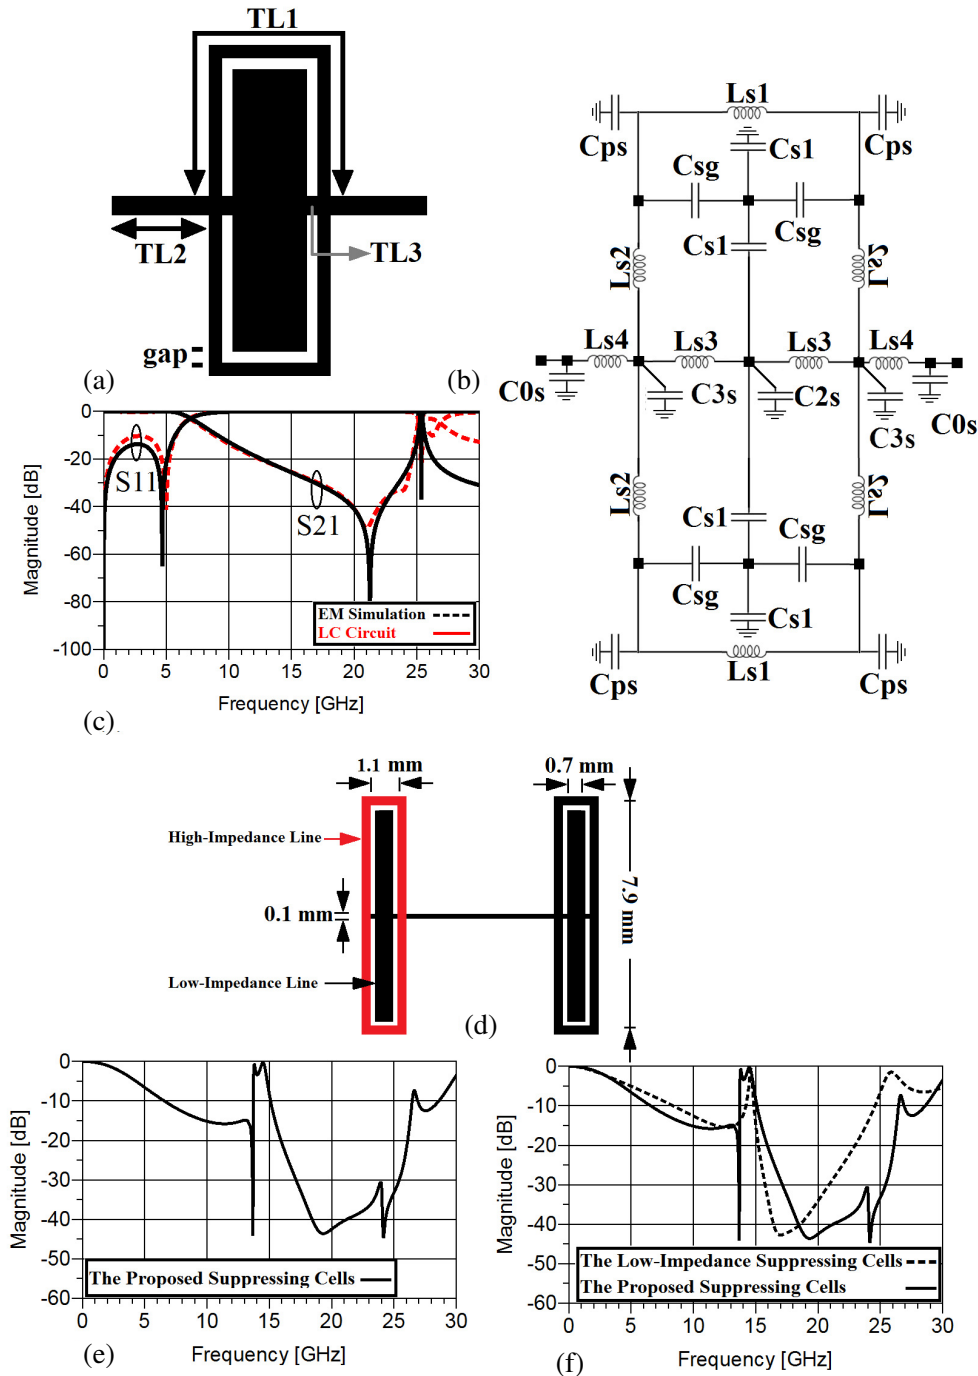 TL1
TL2
TL3
gap
(a)
Ls1
Cps
Cps
Cs1
Csg
Csg
Cs1
Ls2
Ls2
Ls4
Ls3
Ls3
Ls4
C0s
C3s
C2s
C3s
C0s
Ls2
Ls2
Cs1
Csg
Csg
Cs1
Cps
Ls1
Cps
(b)
0
-20
-40
-60
-80
-100
Magnitude [dB]
S11
S21
EM Simulation
LC Circuit
0 5 10 15 20 25 30
Frequency [GHz]
(c)
1.1 mm
0.7 mm
High-Impedance Line
0.1 mm
7.9 mm
Low-Impedance Line
(d)
0
-10
-20
-30
-40
-50
-60
Magnitude [dB]
The Proposed Suppressing Cells
0 5 10 15 20 25 30
Frequency [GHz]
(e)
0
-10
-20
-30
-40
-50
-60
Magnitude [dB]
The Low-Impedance Suppressing Cells
The Proposed Suppressing Cells
0 5 10 15 20 25 30
Frequency [GHz]
(f)